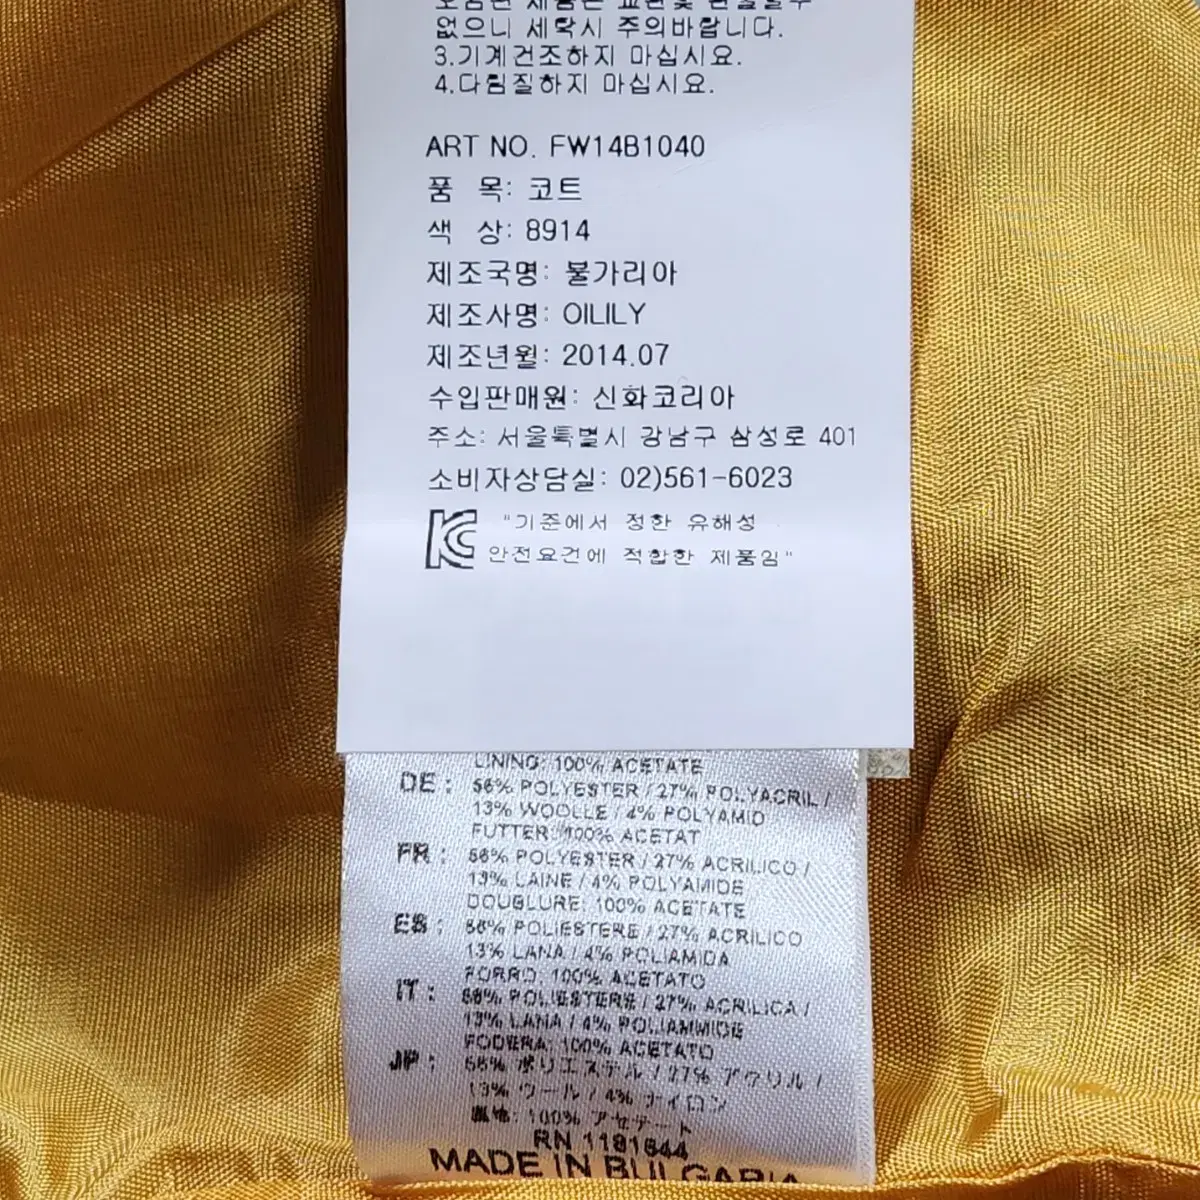 없으니 세탁시 주의바랍니다.
3.기계건조하지 마십시요.
4.다림질하지 마십시요.
ART NO. FW14B1040
품 목: 코트
색 상: 8914
제조국명: 불가리아
제조사명: OILILY
제조년월: 2014.07
수입판매원: 신화코리아
주소: 서울특별시 강남구 삼성로 401
소비자상담실: 02)561-6023
KC "기준에서 정한 유해성
안전요건에 적합한 제품임"
LINING: 100% ACETATE
DE: 56% POLYESTER / 27% POLYACRIL /
13% WOOLLE / 4% POLYAMID
FUTTER: 100% ACETAT
FR: 56% POLYESTER / 27% ACRILICO /
13% LAINE / 4% POLYAMIDE
DOUBLURE: 100% ACETATE
ES: 56% POLIESTERE / 27% ACRILICO
13% LANA / 4% POLIAMIDA
FORRO: 100% ACETATO
IT: 56% POLIESTERE / 27% ACRILICA /
13% LANA / 4% POLIAMMIDE
FODERA: 100% ACETATO
JP: 56% ポリエステル / 27% アクリル /
13% ウール / 4% ナイロン
裏地: 100% アセテート
RN 1181644
MADE IN BULGARIA